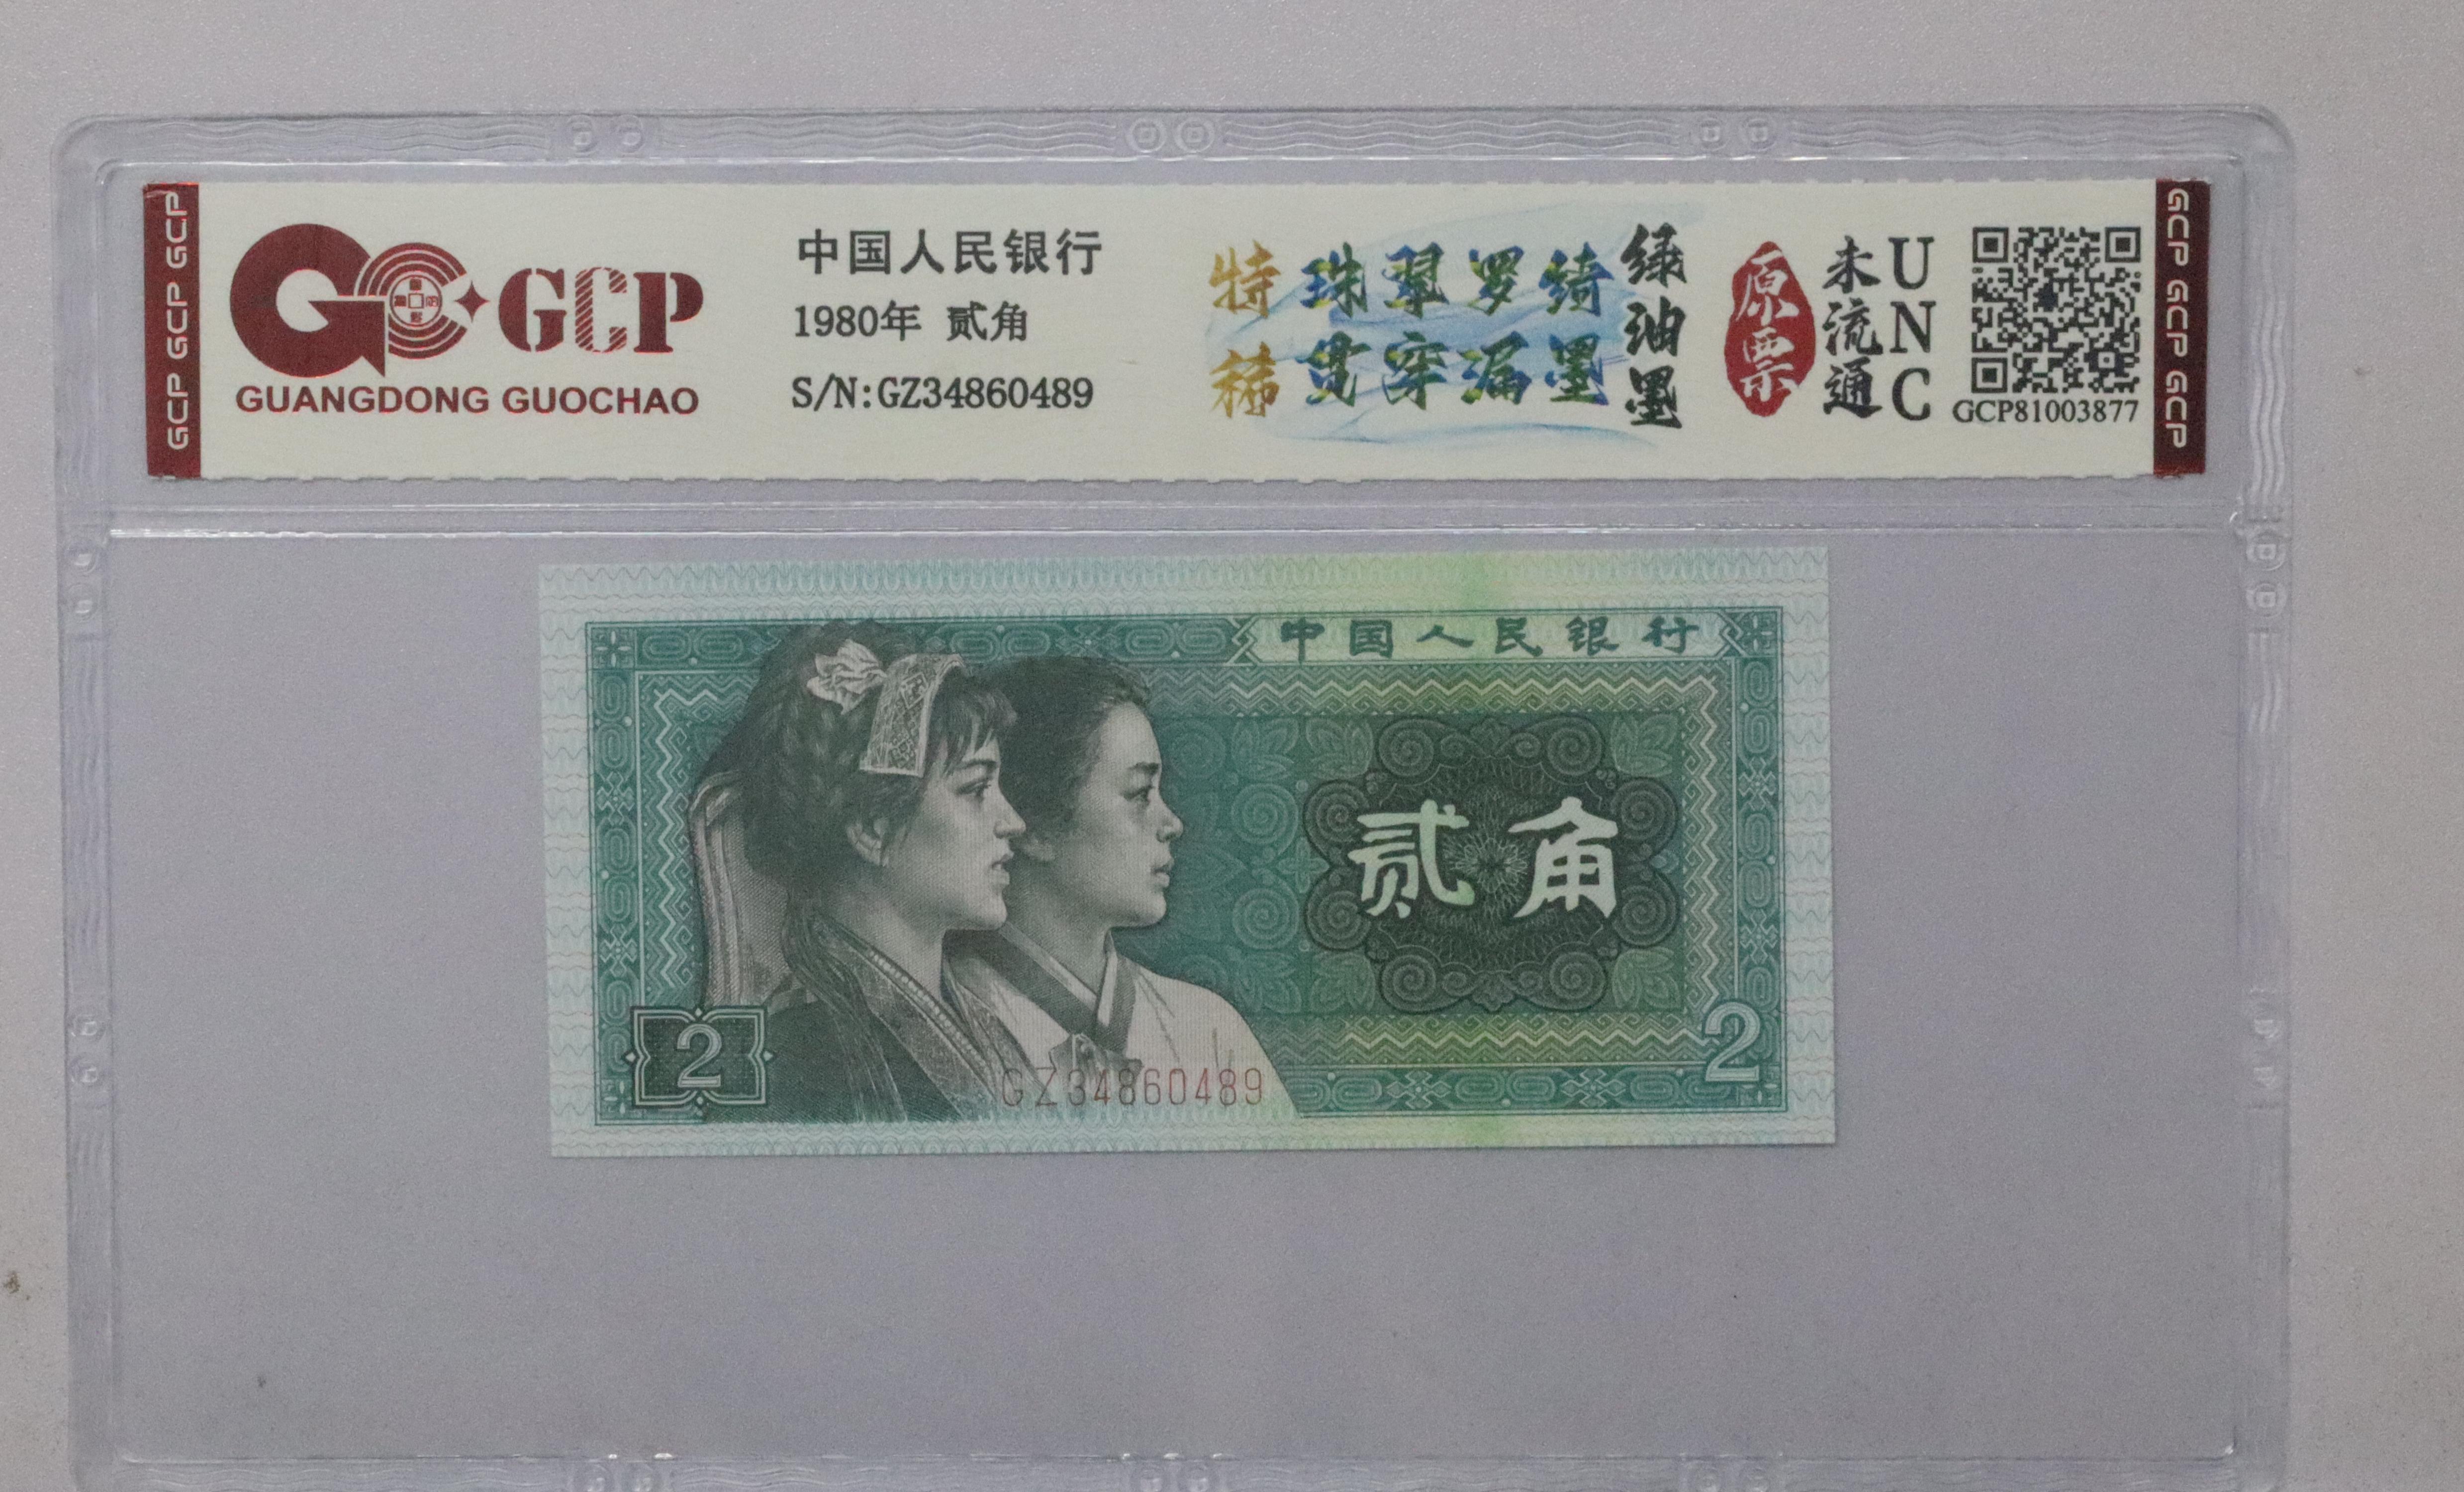 GCP GCP GCP
GCP
GUANGDONG GUOCHAO
中国人民银行
1980年 贰角
S/N:GZ34860489
特稀
珠翠罗绮
贯穿漏墨
绿油墨
原票
未流通
UNC
GCP81003877
GCP GCP GCP
中国人民银行
贰角
2
2
GZ34860489